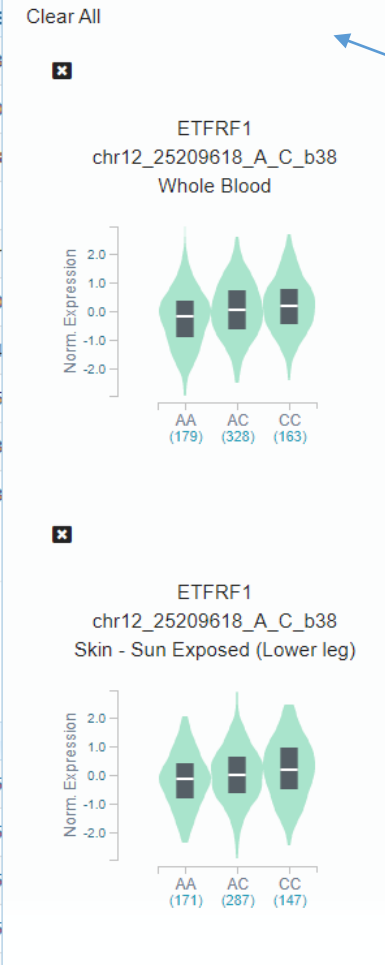 Clear All
ETFRF1
chr12_25209618_A_C_b38
Whole Blood
Norm. Expression
2.0
1.0
0.0
-1.0
-2.0
AA AC CC
(179) (328) (163)
ETFRF1
chr12_25209618_A_C_b38
Skin - Sun Exposed (Lower leg)
Norm. Expression
2.0
1.0
0.0
-1.0
-2.0
AA AC CC
(171) (287) (147)